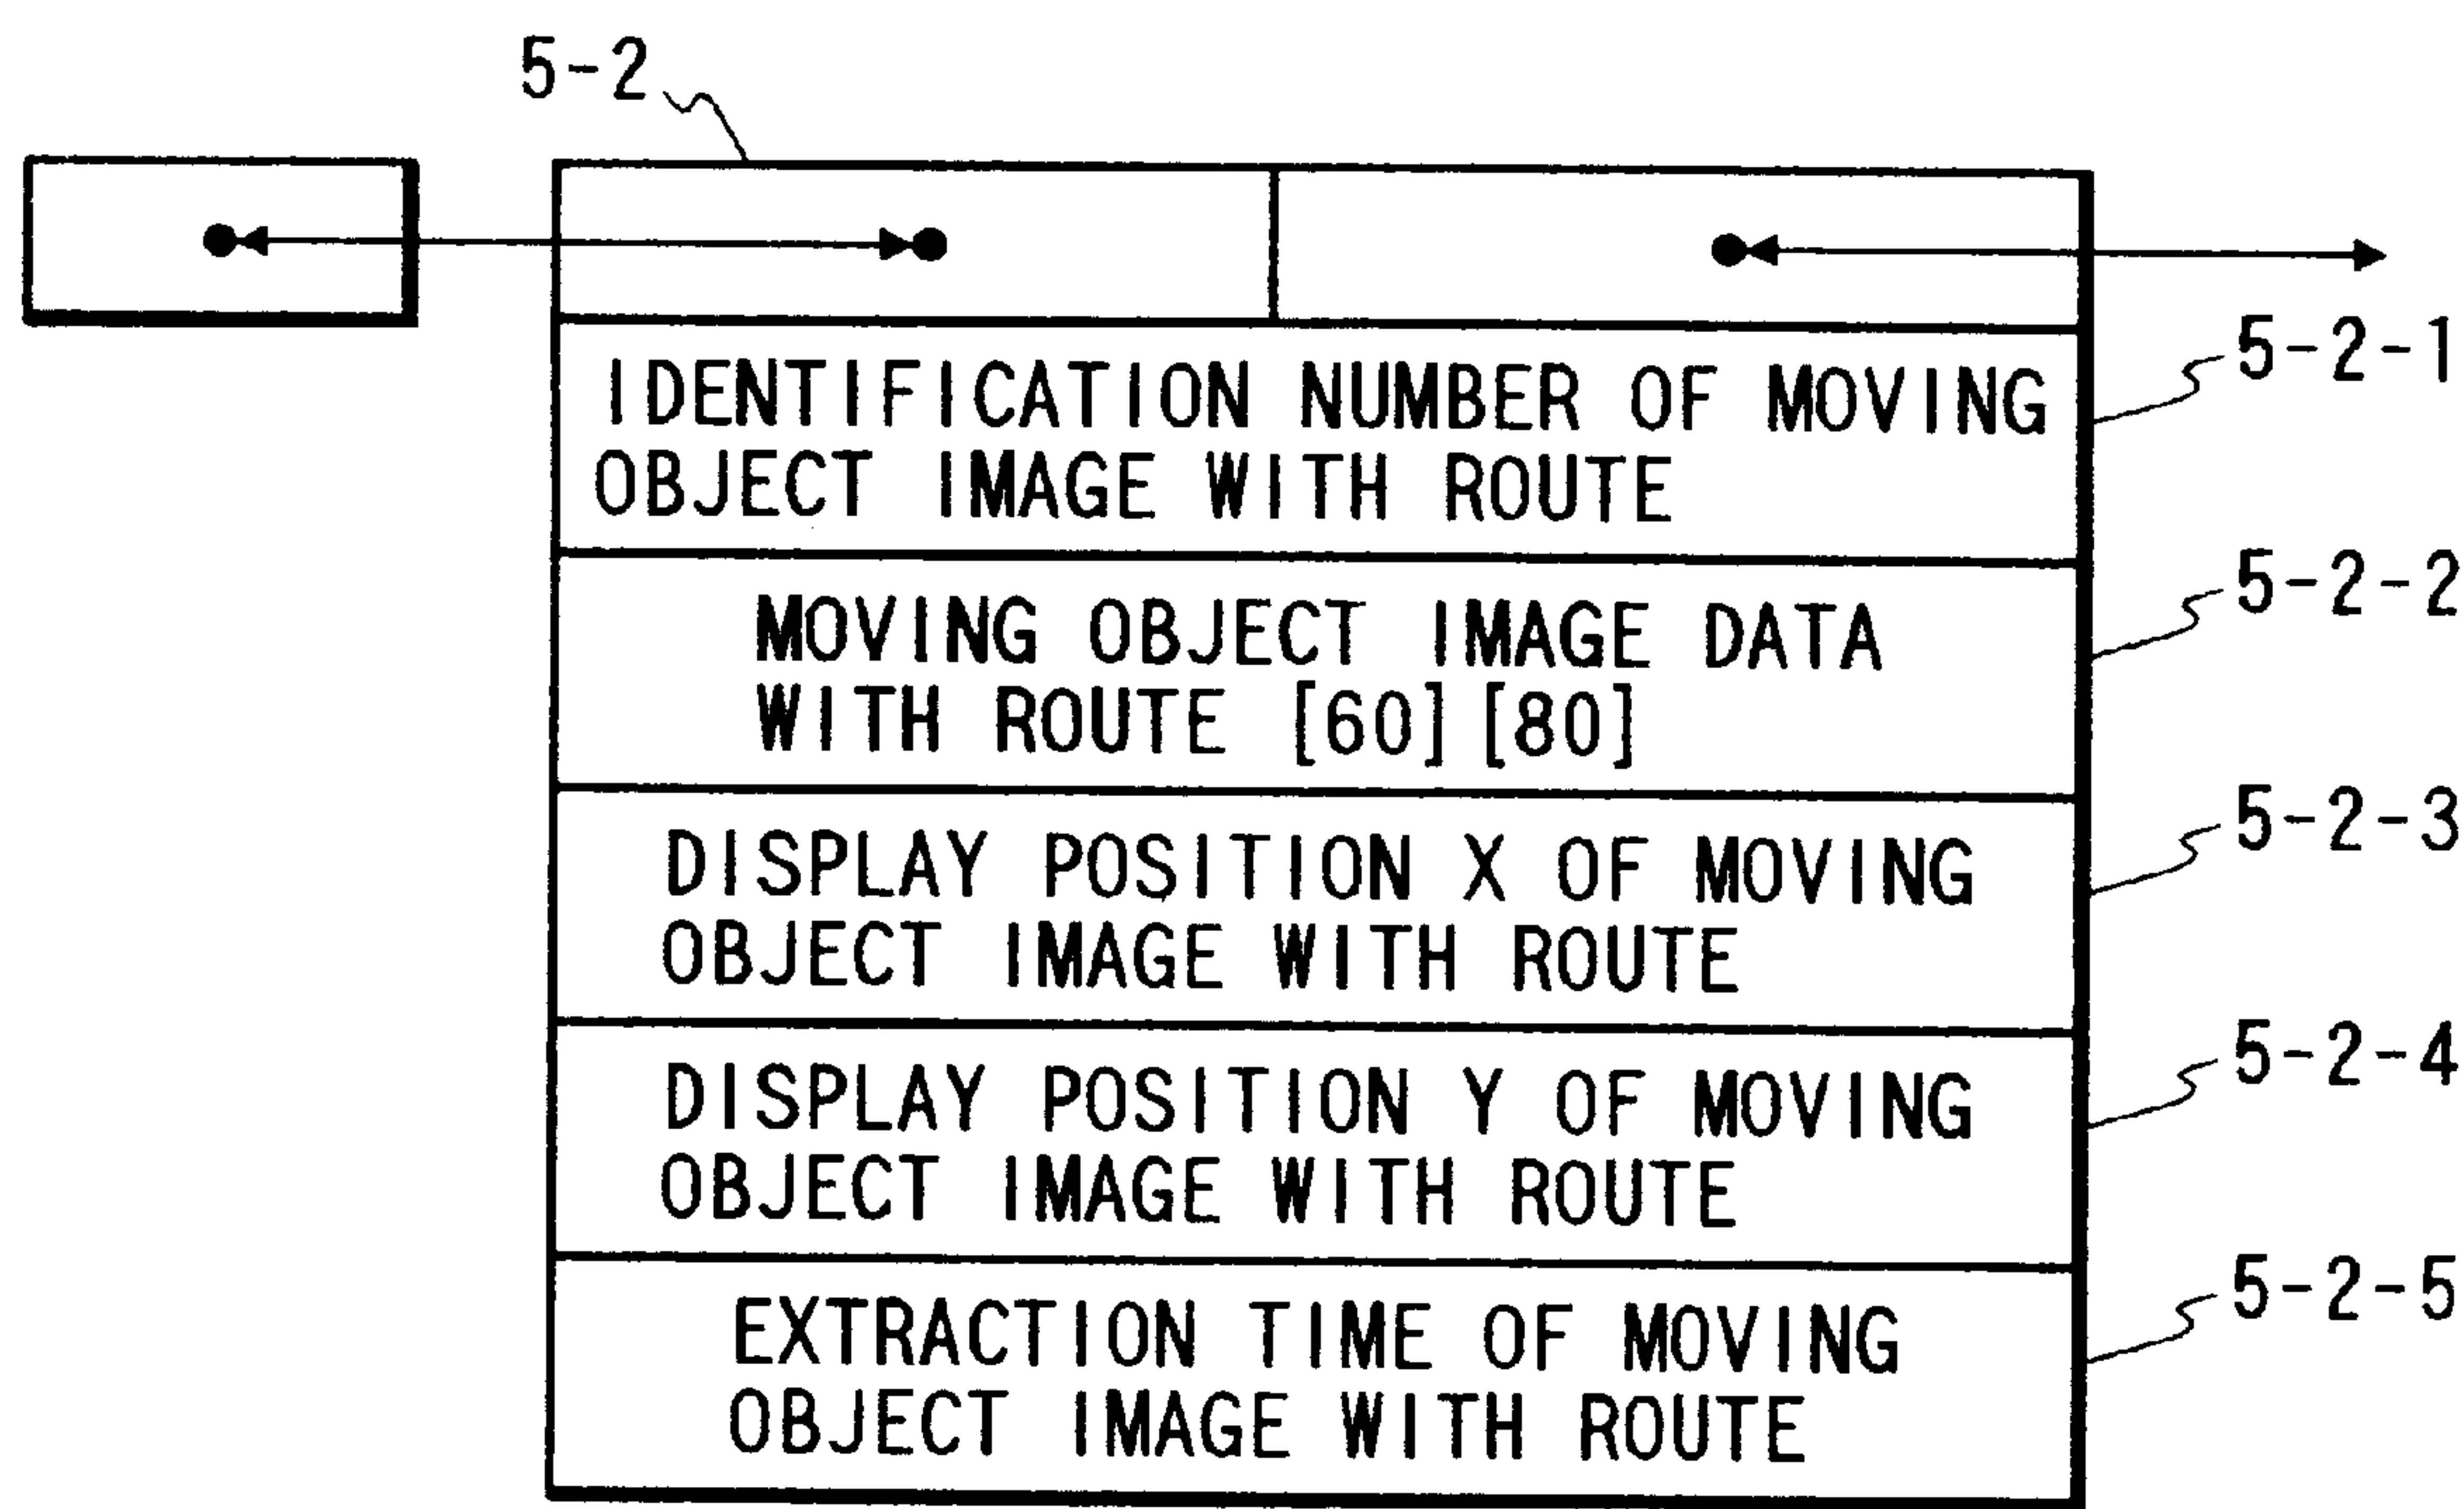 5-2
IDENTIFICATION NUMBER OF MOVING
OBJECT IMAGE WITH ROUTE
5-2-1
MOVING OBJECT IMAGE DATA
WITH ROUTE [60] [80]
5-2-2
DISPLAY POSITION X OF MOVING
OBJECT IMAGE WITH ROUTE
5-2-3
DISPLAY POSITION Y OF MOVING
OBJECT IMAGE WITH ROUTE
5-2-4
EXTRACTION TIME OF MOVING
OBJECT IMAGE WITH ROUTE
5-2-5